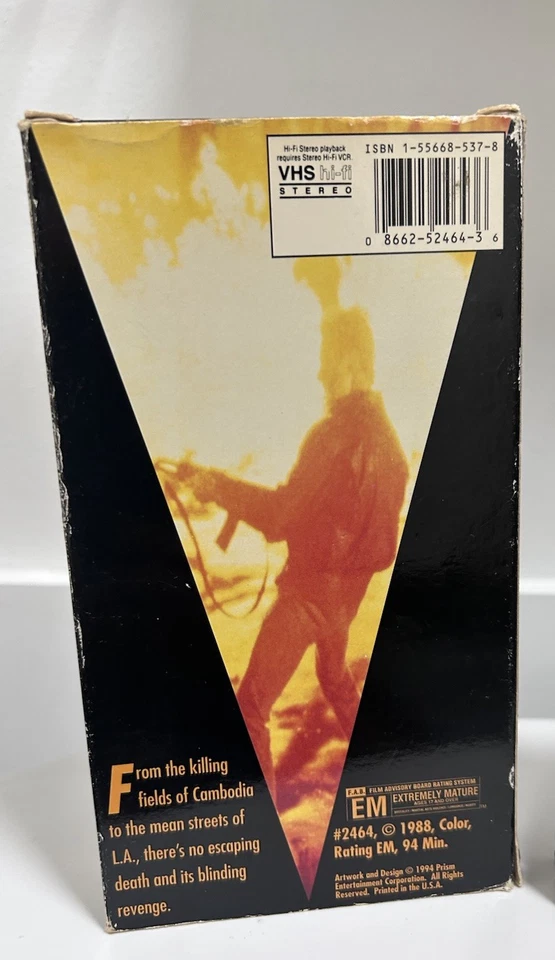 Hi-Fi Stereo playback
requires Stereo Hi-Fi VCR.
VHS hi-fi
STEREO
ISBN 1-55668-537-8
0 8662-52464-3 6
From the killing
fields of Cambodia
to the mean streets of
L.A., there's no escaping
death and its blinding
revenge.
F.A.B. FILM ADVISORY BOARD RATING SYSTEM
EM EXTREMELY MATURE
AGES 17 AND OVER
#2464, © 1988, Color,
Rating EM, 94 Min.
Artwork and Design © 1994 Prism
Entertainment Corporation. All Rights
Reserved. Printed in the U.S.A.